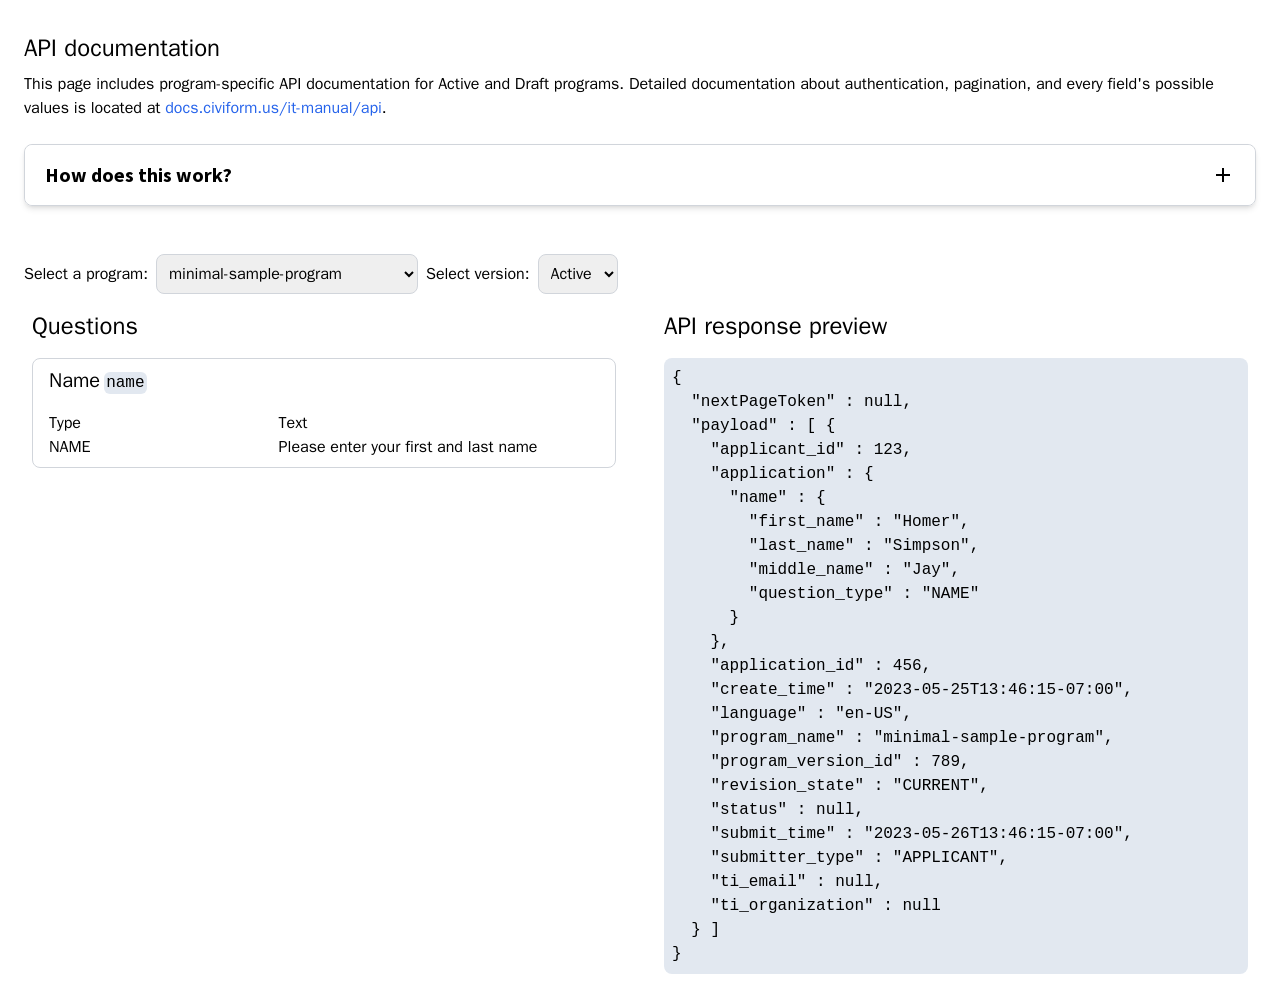 API documentation
This page includes program-specific API documentation for Active and Draft programs. Detailed documentation about authentication, pagination, and every field's possible
values is located at docs.civiform.us/it-manual/api.
How does this work?
Select a program: minimal-sample-program Select version: Active
Questions
Name name
Type Text
NAME Please enter your first and last name
API response preview
{
  "nextPageToken" : null,
  "payload" : [ {
    "applicant_id" : 123,
    "application" : {
      "name" : {
        "first_name" : "Homer",
        "last_name" : "Simpson",
        "middle_name" : "Jay",
        "question_type" : "NAME"
      }
    },
    "application_id" : 456,
    "create_time" : "2023-05-25T13:46:15-07:00",
    "language" : "en-US",
    "program_name" : "minimal-sample-program",
    "program_version_id" : 789,
    "revision_state" : "CURRENT",
    "status" : null,
    "submit_time" : "2023-05-26T13:46:15-07:00",
    "submitter_type" : "APPLICANT",
    "ti_email" : null,
    "ti_organization" : null
  } ]
}